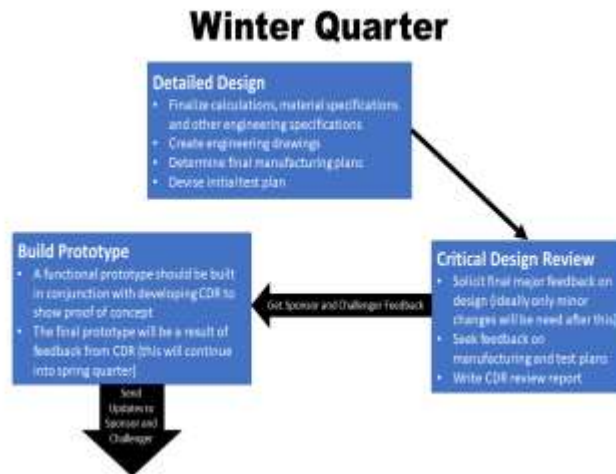 Winter Quarter
Detailed Design
• Finalize calculations, material specifications
and other engineering specifications
• Create engineering drawings
• Determine final manufacturing plans
• Devise initial test plan
Critical Design Review
• Solicit final major feedback on
design (ideally only minor
changes will be need after this)
• Seek feedback on
manufacturing and test plans
• Write CDR review report
Get Sponsor and Challenger Feedback
Build Prototype
• A functional prototype should be built
in conjunction with developing CDR to
show proof of concept
• The final prototype will be a result of
feedback from CDR (this will continue
into spring quarter)
Send
Updates to
Sponsor and
Challenger